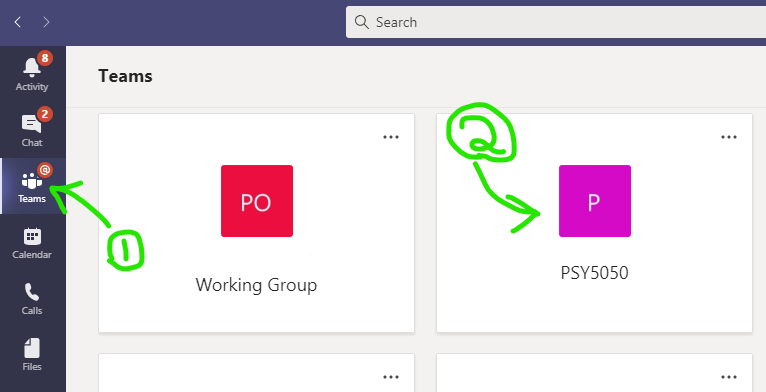 Search
8
Activity
2
Chat
@
Teams
Calendar
Calls
Files
Teams
1
PO
Working Group
2
P
PSY5050